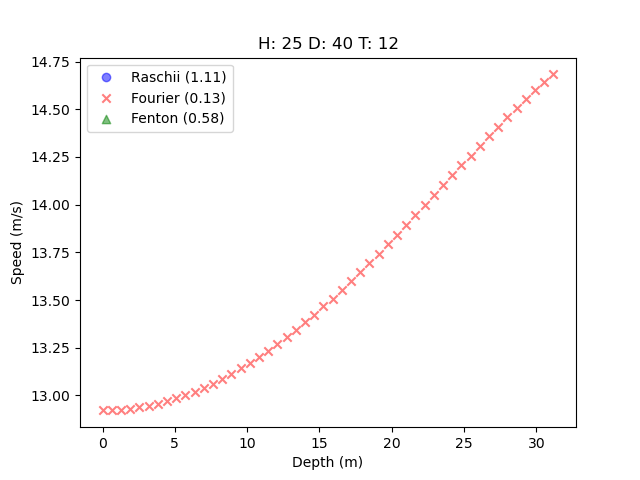 H: 25 D: 40 T: 12
Raschii (1.11)
Fourier (0.13)
Fenton (0.58)
14.75
14.50
14.25
14.00
13.75
13.50
13.25
13.00
Speed (m/s)
0 5 10 15 20 25 30
Depth (m)